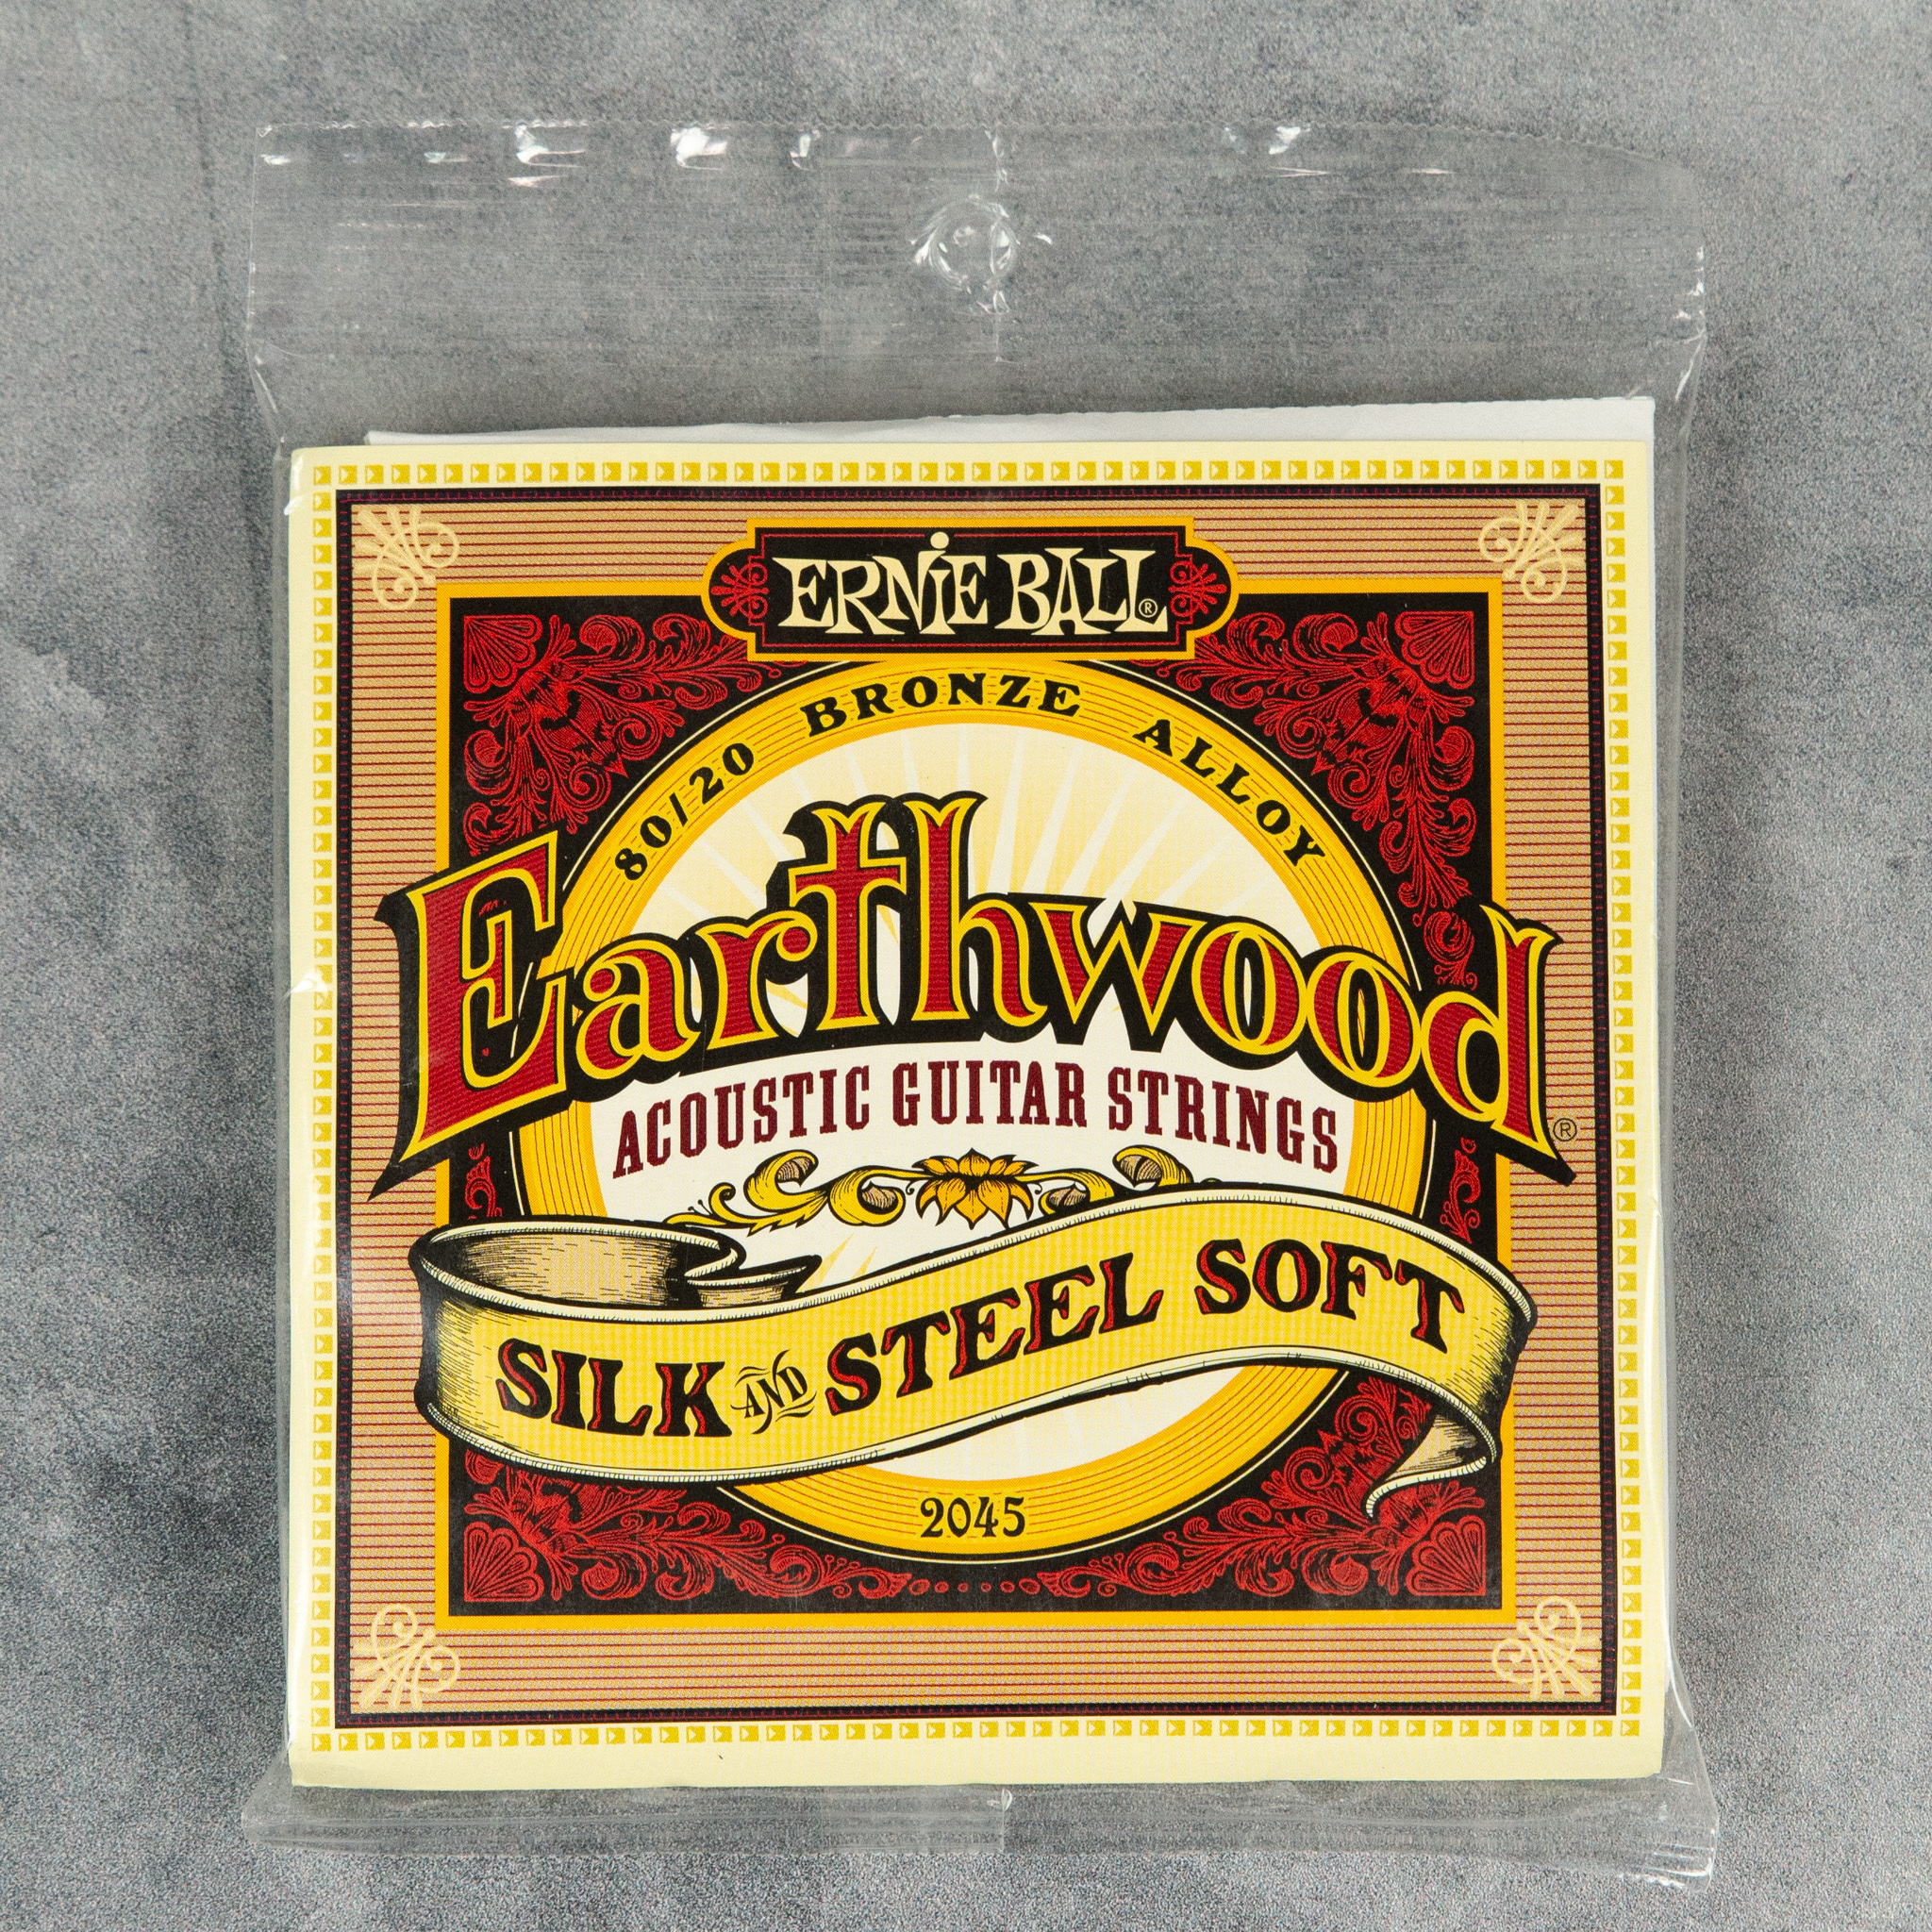 ERNIE BALL®
80/20 BRONZE ALLOY
Earthwood®
ACOUSTIC GUITAR STRINGS
SILK AND STEEL SOFT
2045